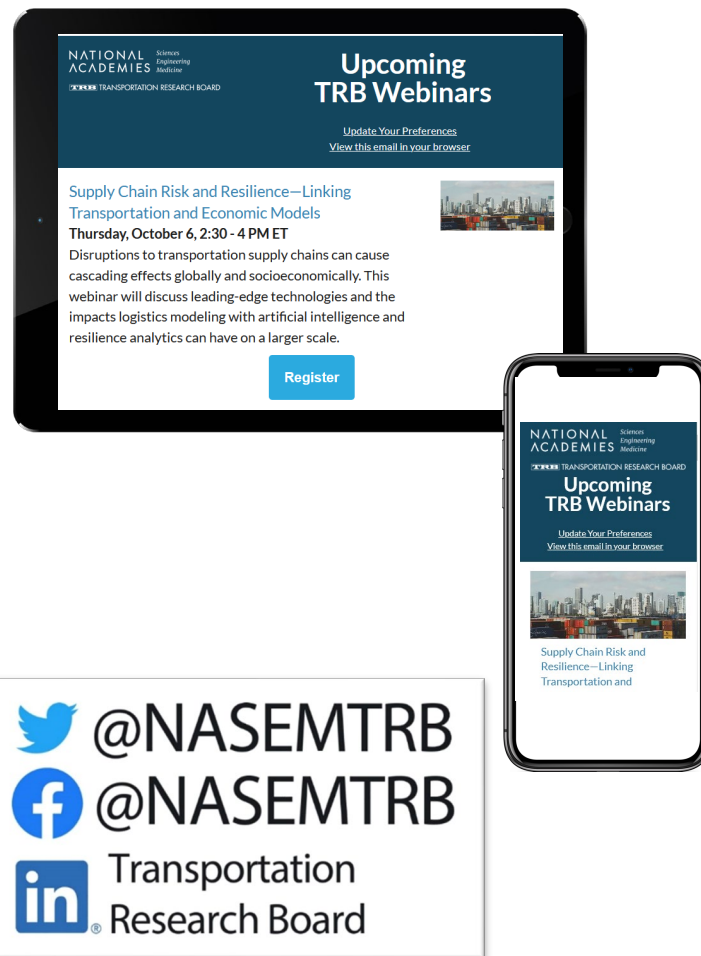 NATIONAL
ACADEMIES
Sciences
Engineering
Medicine
TRB TRANSPORTATION RESEARCH BOARD
Upcoming
TRB Webinars
Update Your Preferences
View this email in your browser
Supply Chain Risk and Resilience—Linking
Transportation and Economic Models
Thursday, October 6, 2:30 - 4 PM ET
Disruptions to transportation supply chains can cause
cascading effects globally and socioeconomically. This
webinar will discuss leading-edge technologies and the
impacts logistics modeling with artificial intelligence and
resilience analytics can have on a larger scale.
Register
NATIONAL
ACADEMIES
Sciences
Engineering
Medicine
TRB TRANSPORTATION RESEARCH BOARD
Upcoming
TRB Webinars
Update Your Preferences
View this email in your browser
Supply Chain Risk and
Resilience—Linking
Transportation and
@NASEMTRB
f @NASEMTRB
in® Transportation
Research Board